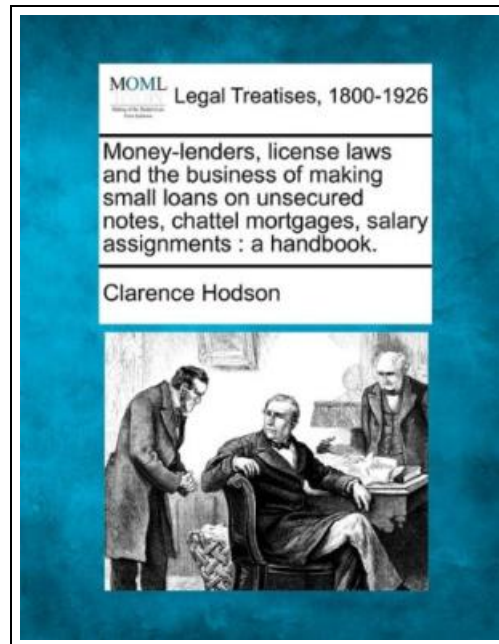 MOML
Legal Treatises, 1800-1926
Money-lenders, license laws
and the business of making
small loans on unsecured
notes, chattel mortgages, salary
assignments : a handbook.
Clarence Hodson